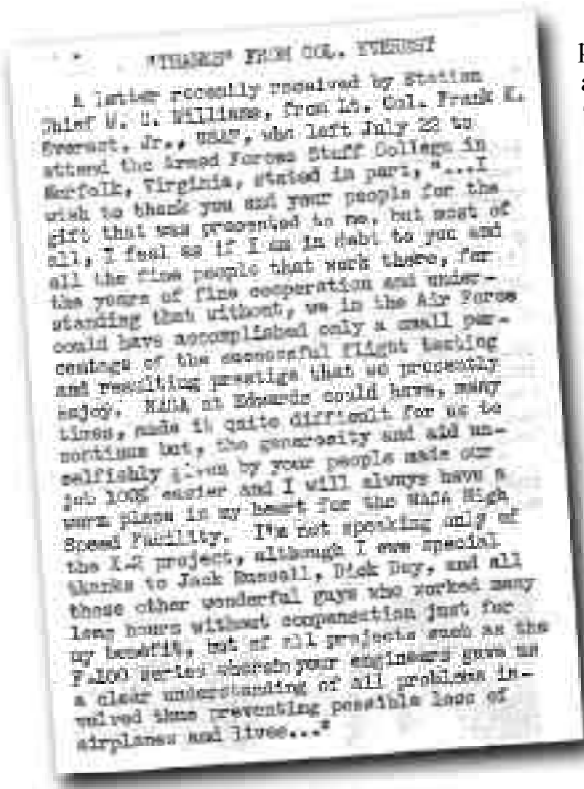 "THANKS" FROM COL. EVEREST
A letter recently received by Station
Chief W. C. Williams, from Lt. Col. Frank K.
Everest, Jr., USAF, who left July 22 to
attend the Armed Forces Staff College in
Norfolk, Virginia, stated in part, "...I
wish to thank you and your people for the
gift that was presented to me, but most of
all, I feel as if I am in debt to you and
all the fine people that work there, for
the years of fine cooperation and under-
standing that without, we in the Air Force
could have accomplished only a small per-
centage of the successful flight testing
and resulting prestige that we presently
enjoy. NACA at Edwards could have, many
times, made it quite difficult for us to
continue but, the generosity and aid un-
selfishly given by your people made our
job 100% easier and I will always have a
warm place in my heart for the NACA High
Speed Facility. I'm not speaking only of
the X-2 project, although I owe special
thanks to Jack Russell, Dick Day, and all
those other wonderful guys who worked many
long hours without compensation just for
my benefit, but of all projects such as the
F-100 series wherein your engineers gave us
a clear understanding of all problems in-
volved thus preventing possible loss of
airplanes and lives..."